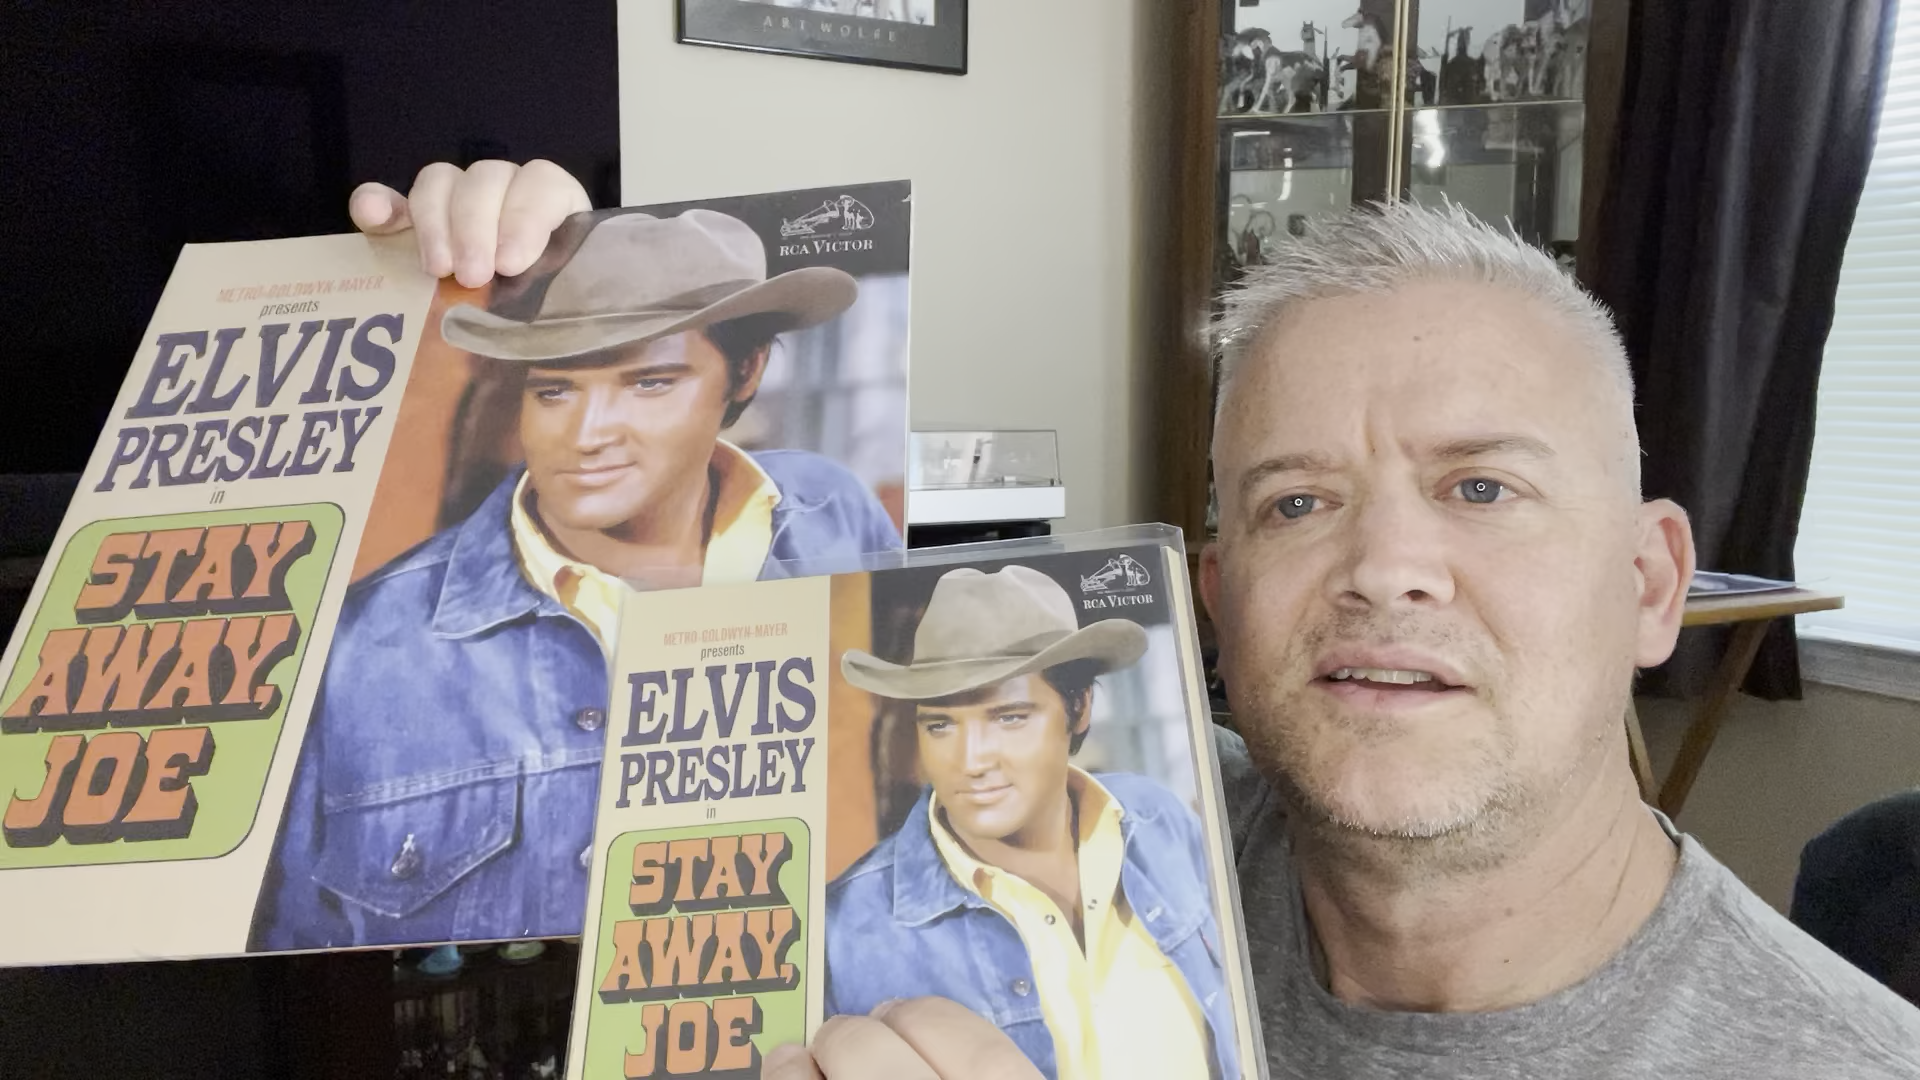 ART WOLFE
RCA VICTOR
METRO-GOLDWYN-MAYER
presents
ELVIS
PRESLEY
in
STAY
AWAY,
JOE
RCA VICTOR
METRO-GOLDWYN-MAYER
presents
ELVIS
PRESLEY
in
STAY
AWAY,
JOE